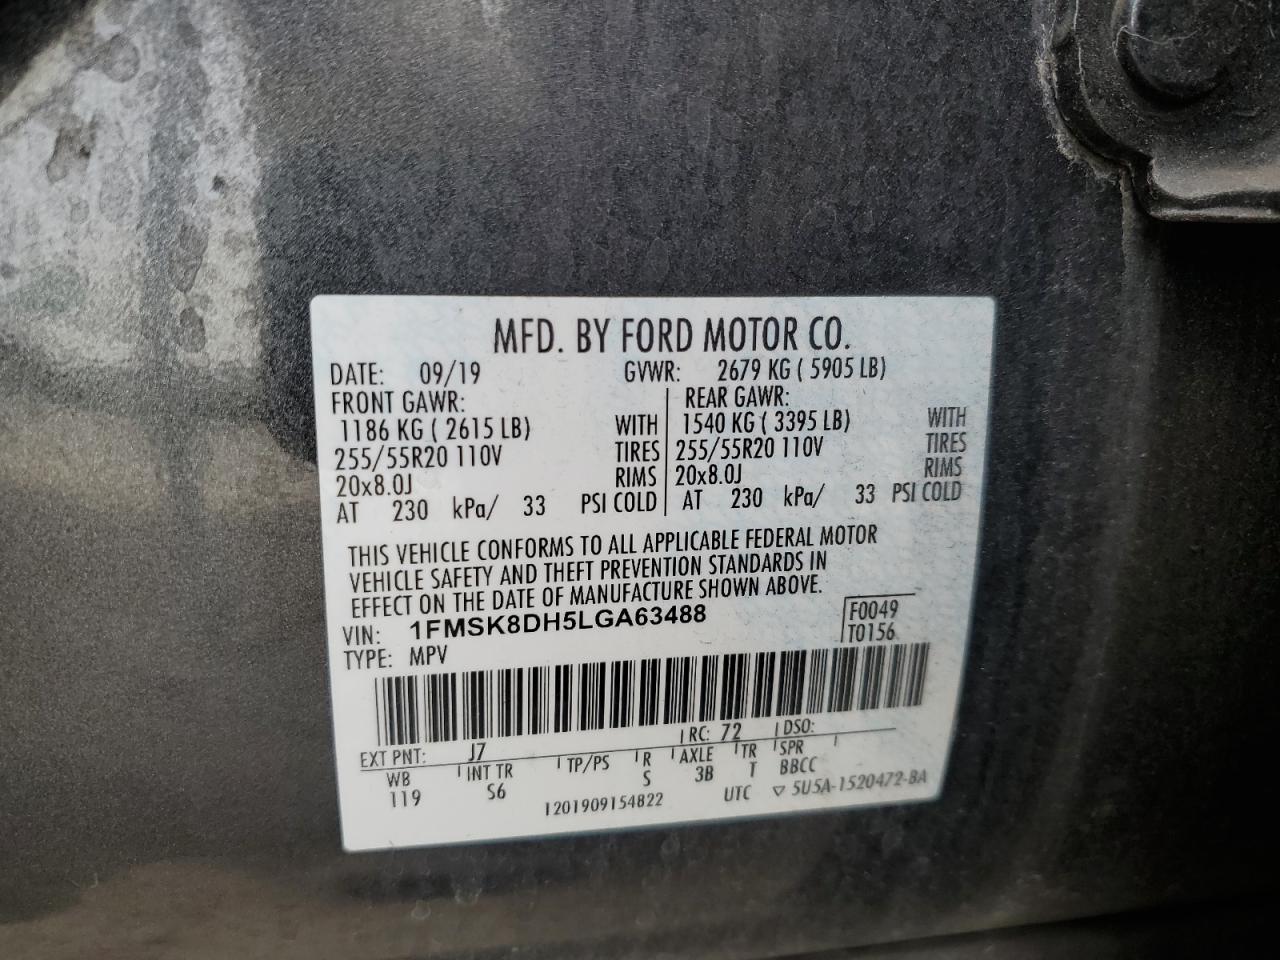 MFD. BY FORD MOTOR CO.
DATE: 09/19 GVWR: 2679 KG ( 5905 LB)
FRONT GAWR: REAR GAWR:
1186 KG ( 2615 LB) WITH 1540 KG ( 3395 LB) WITH
255/55R20 110V TIRES 255/55R20 110V TIRES
20x8.0J RIMS 20x8.0J RIMS
AT 230 kPa/ 33 PSI COLD AT 230 kPa/ 33 PSI COLD
THIS VEHICLE CONFORMS TO ALL APPLICABLE FEDERAL MOTOR
VEHICLE SAFETY AND THEFT PREVENTION STANDARDS IN
EFFECT ON THE DATE OF MANUFACTURE SHOWN ABOVE.
VIN: 1FMSK8DH5LGA63488 F0049
TYPE: MPV T0156
EXT PNT: J7 RC: 72 DSO:
WB INT TR TP/PS R AXLE TR SPR
119 S6 S 3B T BBCC
1201909154822 UTC ▽ 5U5A-1520472-BA